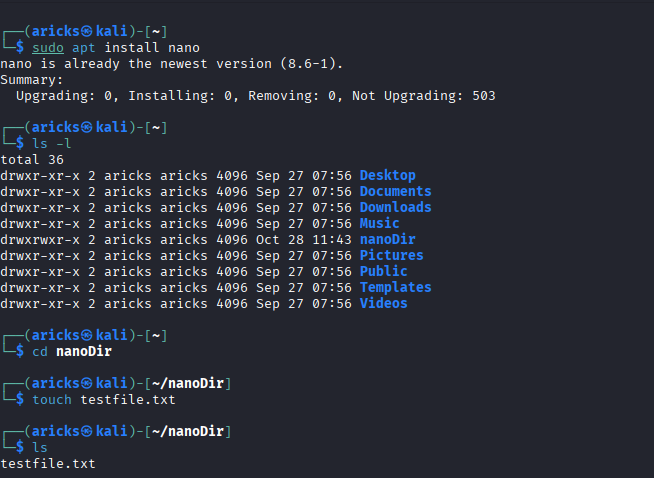 ┌──(aricks㉿kali)-[~]
└─$ sudo apt install nano
nano is already the newest version (8.6-1).
Summary:
  Upgrading: 0, Installing: 0, Removing: 0, Not Upgrading: 503
┌──(aricks㉿kali)-[~]
└─$ ls -l
total 36
drwxr-xr-x 2 aricks aricks 4096 Sep 27 07:56 Desktop
drwxr-xr-x 2 aricks aricks 4096 Sep 27 07:56 Documents
drwxr-xr-x 2 aricks aricks 4096 Sep 27 07:56 Downloads
drwxr-xr-x 2 aricks aricks 4096 Sep 27 07:56 Music
drwxrwxr-x 2 aricks aricks 4096 Oct 28 11:43 nanoDir
drwxr-xr-x 2 aricks aricks 4096 Sep 27 07:56 Pictures
drwxr-xr-x 2 aricks aricks 4096 Sep 27 07:56 Public
drwxr-xr-x 2 aricks aricks 4096 Sep 27 07:56 Templates
drwxr-xr-x 2 aricks aricks 4096 Sep 27 07:56 Videos
┌──(aricks㉿kali)-[~]
└─$ cd nanoDir
┌──(aricks㉿kali)-[~/nanoDir]
└─$ touch testfile.txt
┌──(aricks㉿kali)-[~/nanoDir]
└─$ ls
testfile.txt